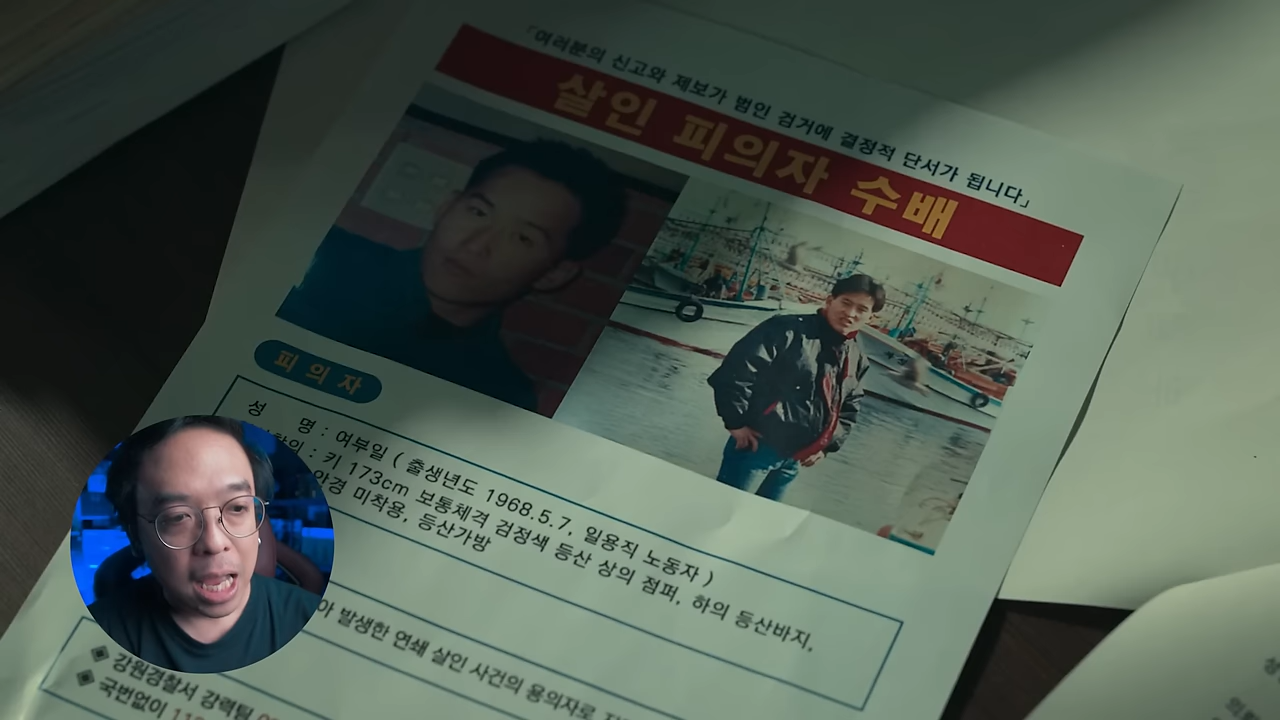 「여러분의 신고와 제보가 범인 검거에 결정적 단서가 됩니다」
살인 피의자 수배
피의자
성 명 : 여부일 ( 출생년도 1968.5.7, 일용직 노동자 )
: 키 173cm 보통체격 검정색 등산 상의 점퍼, 하의 등산바지,
안경 미착용, 등산가방
발생한 연쇄 살인 사건의 용의자로
▣ 강원경찰서 강력팀
▣ 국번없이